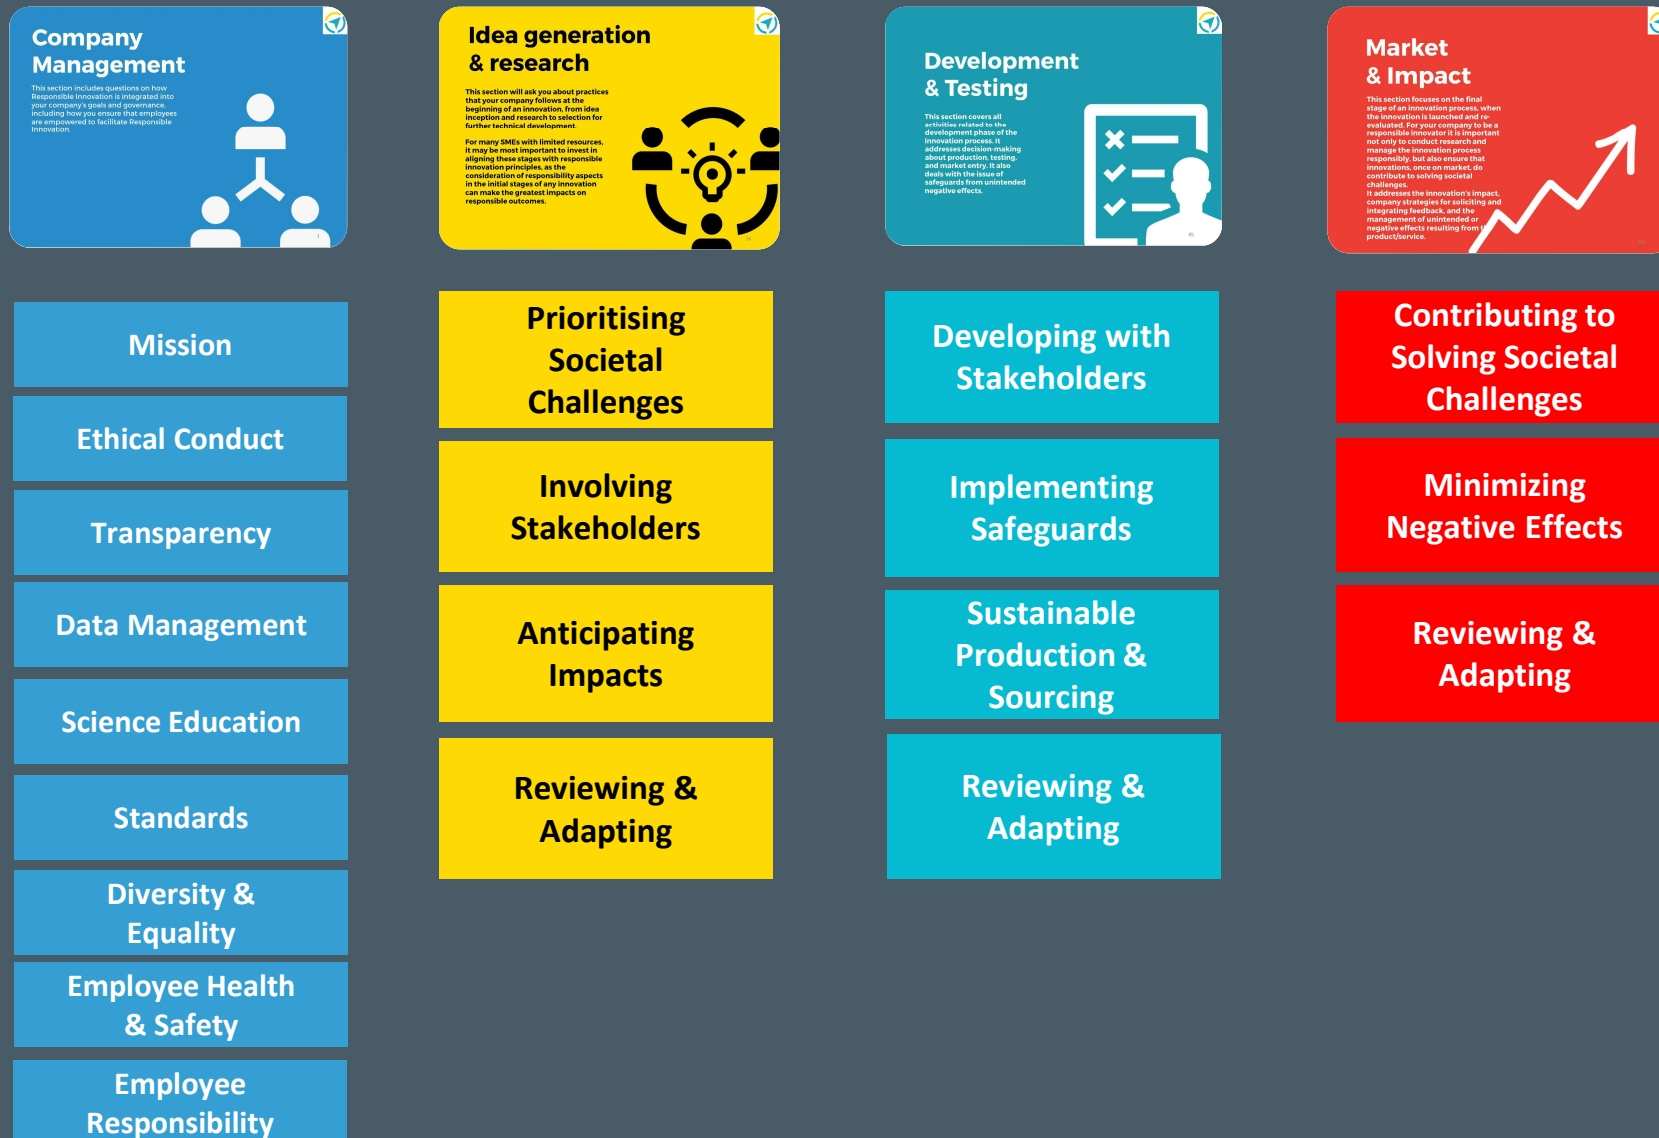 Company
Management
This section includes questions on how
Responsible Innovation is integrated into
your company's goals and governance,
including how you ensure that employees
are empowered to facilitate Responsible
Innovation.
1
Mission
Ethical Conduct
Transparency
Data Management
Science Education
Standards
Diversity &
Equality
Employee Health
& Safety
Employee
Responsibility
Idea generation
& research
This section will ask you about practices
that your company follows at the
beginning of an innovation, from idea
inception and research to selection for
further technical development.
For many SMEs with limited resources,
it may be most important to invest in
aligning these stages with responsible
innovation principles, as the
consideration of responsibility aspects
in the initial stages of any innovation
can make the greatest impacts on
responsible outcomes.
Prioritising
Societal
Challenges
Involving
Stakeholders
Anticipating
Impacts
Reviewing &
Adapting
Development
& Testing
This section covers all
activities related to the
development phase of the
innovation process. It
addresses decision-making
about production, testing,
and market entry. It also
deals with the issue of
safeguards from unintended
negative effects.
Developing with
Stakeholders
Implementing
Safeguards
Sustainable
Production &
Sourcing
Reviewing &
Adapting
Market
& Impact
This section focuses on the final
stage of an innovation process, when
the innovation is launched and re-
evaluated. For your company to be a
responsible innovator it is important
not only to conduct research and
manage the innovation process
responsibly, but also ensure that
innovations, once on market, do
contribute to solving societal
challenges.
It addresses the innovation's impact,
company strategies for soliciting and
integrating feedback, and the
management of unintended or
negative effects resulting from
product/service.
Contributing to
Solving Societal
Challenges
Minimizing
Negative Effects
Reviewing &
Adapting